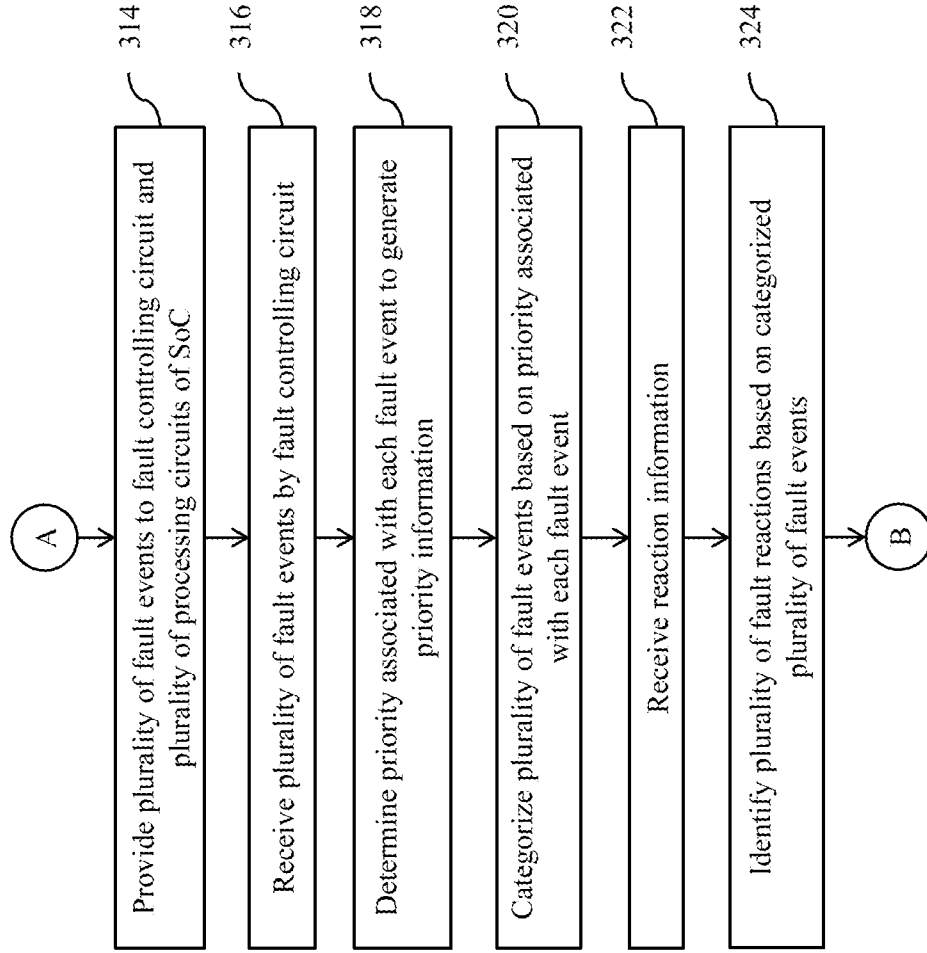 A
Provide plurality of fault events to fault controlling circuit and
plurality of processing circuits of SoC
314
Receive plurality of fault events by fault controlling circuit
316
Determine priority associated with each fault event to generate
priority information
318
Categorize plurality of fault events based on priority associated
with each fault event
320
Receive reaction information
322
Identify plurality of fault reactions based on categorized
plurality of fault events
324
B